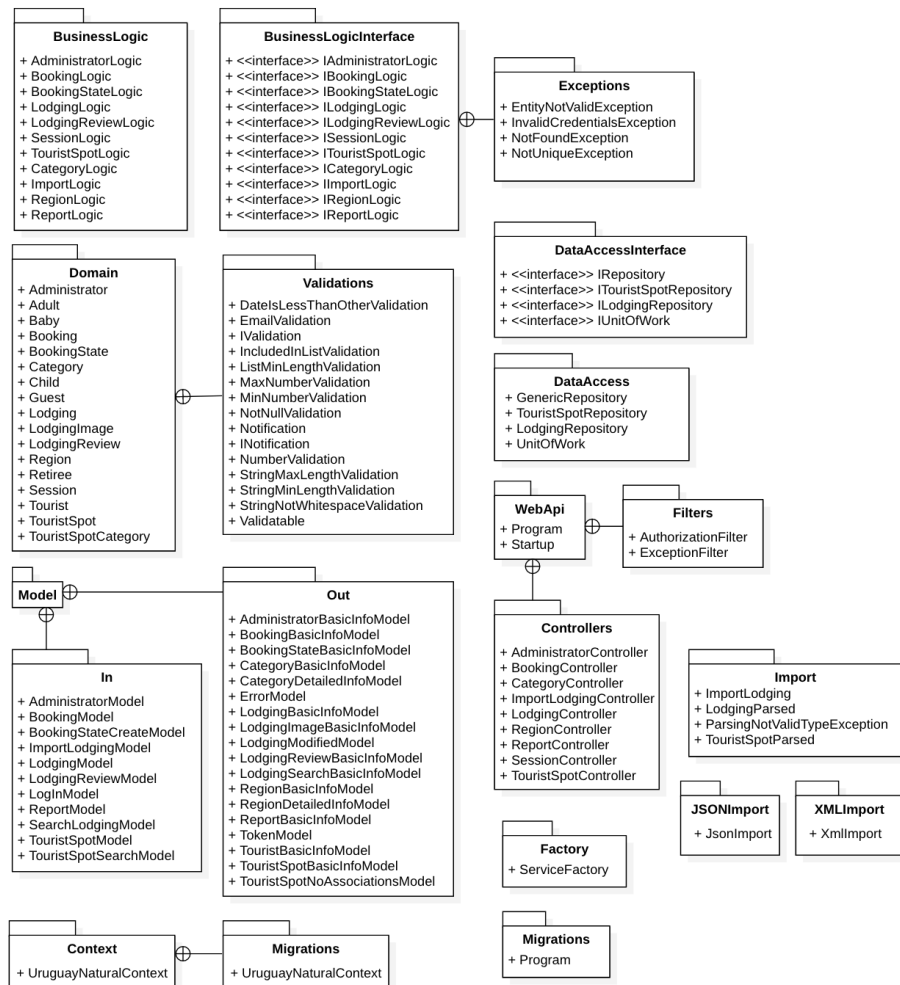 BusinessLogic
+ AdministratorLogic
+ BookingLogic
+ BookingStateLogic
+ LodgingLogic
+ LodgingReviewLogic
+ SessionLogic
+ TouristSpotLogic
+ CategoryLogic
+ ImportLogic
+ RegionLogic
+ ReportLogic
BusinessLogicInterface
+ <<interface>> IAdministratorLogic
+ <<interface>> IBookingLogic
+ <<interface>> IBookingStateLogic
+ <<interface>> ILodgingLogic
+ <<interface>> ILodgingReviewLogic
+ <<interface>> ISessionLogic
+ <<interface>> ITouristSpotLogic
+ <<interface>> ICategoryLogic
+ <<interface>> IImportLogic
+ <<interface>> IRegionLogic
+ <<interface>> IReportLogic
Exceptions
+ EntityNotValidException
+ InvalidCredentialsException
+ NotFoundException
+ NotUniqueException
Domain
+ Administrator
+ Adult
+ Baby
+ Booking
+ BookingState
+ Category
+ Child
+ Guest
+ Lodging
+ LodgingImage
+ LodgingReview
+ Region
+ Retiree
+ Session
+ Tourist
+ TouristSpot
+ TouristSpotCategory
Validations
+ DateIsLessThanOtherValidation
+ EmailValidation
+ IValidation
+ IncludedInListValidation
+ ListMinLengthValidation
+ MaxNumberValidation
+ MinNumberValidation
+ NotNullValidation
+ Notification
+ INotification
+ NumberValidation
+ StringMaxLengthValidation
+ StringMinLengthValidation
+ StringNotWhitespaceValidation
+ Validatable
DataAccessInterface
+ <<interface>> IRepository
+ <<interface>> ITouristSpotRepository
+ <<interface>> ILodgingRepository
+ <<interface>> IUnitOfWork
DataAccess
+ GenericRepository
+ TouristSpotRepository
+ LodgingRepository
+ UnitOfWork
WebApi
+ Program
+ Startup
Filters
+ AuthorizationFilter
+ ExceptionFilter
Model
In
+ AdministratorModel
+ BookingModel
+ BookingStateCreateModel
+ ImportLodgingModel
+ LodgingModel
+ LodgingReviewModel
+ LogInModel
+ ReportModel
+ SearchLodgingModel
+ TouristSpotModel
+ TouristSpotSearchModel
Out
+ AdministratorBasicInfoModel
+ BookingBasicInfoModel
+ BookingStateBasicInfoModel
+ CategoryBasicInfoModel
+ CategoryDetailedInfoModel
+ ErrorModel
+ LodgingBasicInfoModel
+ LodgingImageBasicInfoModel
+ LodgingModifiedModel
+ LodgingReviewBasicInfoModel
+ LodgingSearchBasicInfoModel
+ RegionBasicInfoModel
+ RegionDetailedInfoModel
+ ReportBasicInfoModel
+ TokenModel
+ TouristBasicInfoModel
+ TouristSpotBasicInfoModel
+ TouristSpotNoAssociationsModel
Controllers
+ AdministratorController
+ BookingController
+ CategoryController
+ ImportLodgingController
+ LodgingController
+ RegionController
+ ReportController
+ SessionController
+ TouristSpotController
Import
+ ImportLodging
+ LodgingParsed
+ ParsingNotValidTypeException
+ TouristSpotParsed
JSONImport
+ JsonImport
XMLImport
+ XmlImport
Factory
+ ServiceFactory
Context
+ UruguayNaturalContext
Migrations
+ UruguayNaturalContext
Migrations
+ Program